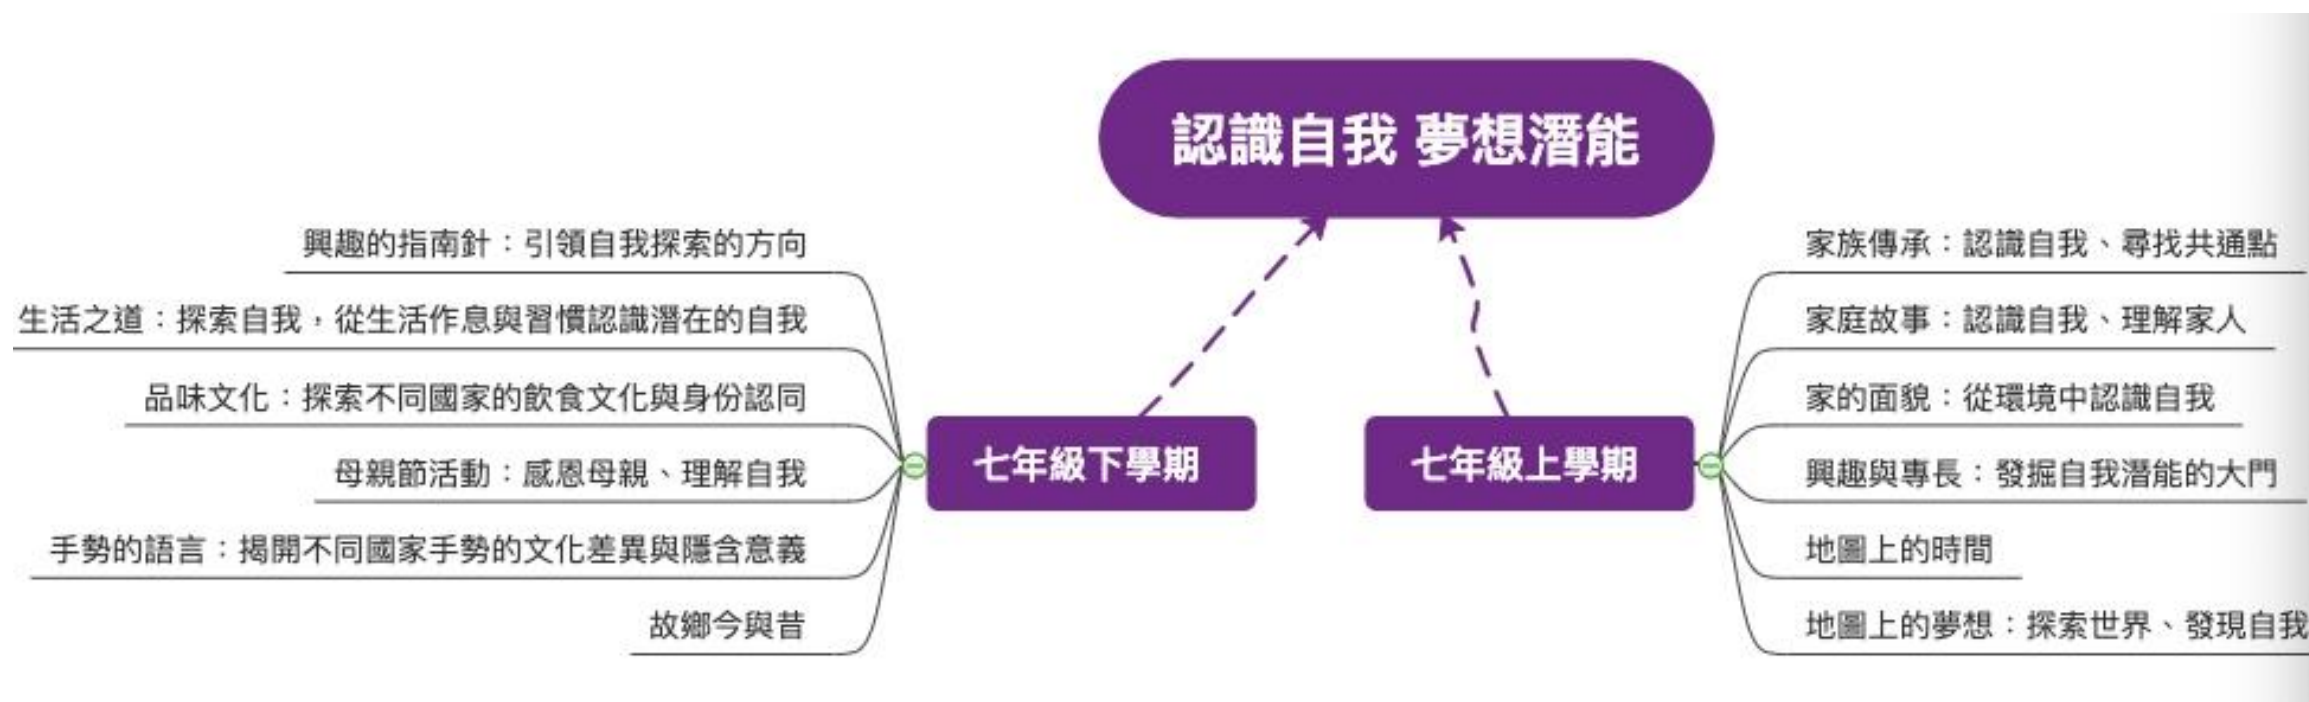 認識自我 夢想潛能
興趣的指南針：引領自我探索的方向
生活之道：探索自我，從生活作息與習慣認識潛在的自我
品味文化：探索不同國家的飲食文化與身份認同
母親節活動：感恩母親、理解自我
手勢的語言：揭開不同國家手勢的文化差異與隱含意義
故鄉今與昔
七年級下學期
七年級上學期
家族傳承：認識自我、尋找共通點
家庭故事：認識自我、理解家人
家的面貌：從環境中認識自我
興趣與專長：發掘自我潛能的大門
地圖上的時間
地圖上的夢想：探索世界、發現自我